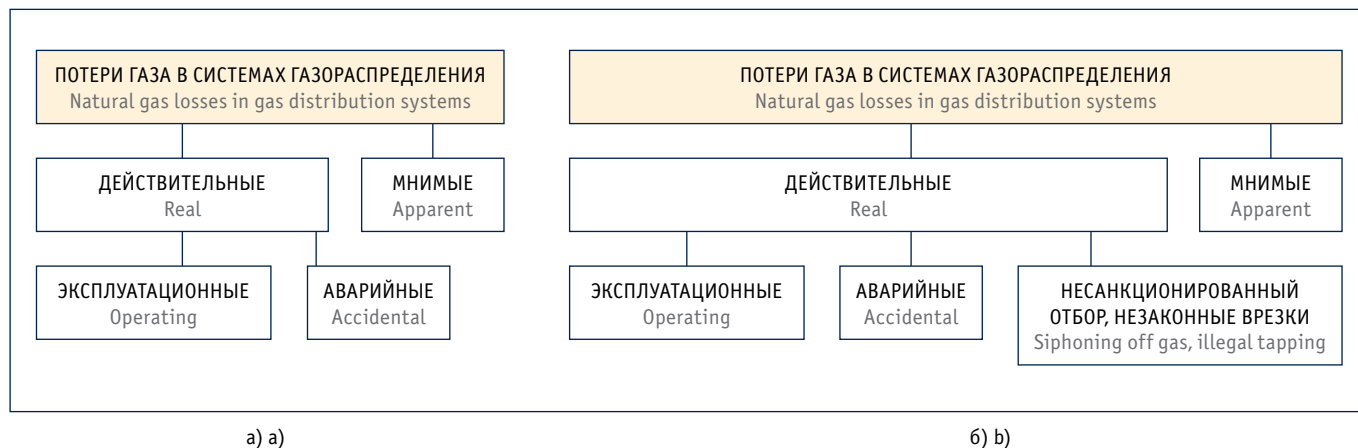 ПОТЕРИ ГАЗА В СИСТЕМАХ ГАЗОРАСПРЕДЕЛЕНИЯ
Natural gas losses in gas distribution systems
ДЕЙСТВИТЕЛЬНЫЕ
Real
МНИМЫЕ
Apparent
ЭКСПЛУАТАЦИОННЫЕ
Operating
АВАРИЙНЫЕ
Accidental
а) a)
ПОТЕРИ ГАЗА В СИСТЕМАХ ГАЗОРАСПРЕДЕЛЕНИЯ
Natural gas losses in gas distribution systems
ДЕЙСТВИТЕЛЬНЫЕ
Real
МНИМЫЕ
Apparent
ЭКСПЛУАТАЦИОННЫЕ
Operating
АВАРИЙНЫЕ
Accidental
НЕСАНКЦИОНИРОВАННЫЙ
ОТБОР, НЕЗАКОННЫЕ ВРЕЗКИ
Siphoning off gas, illegal tapping
б) b)